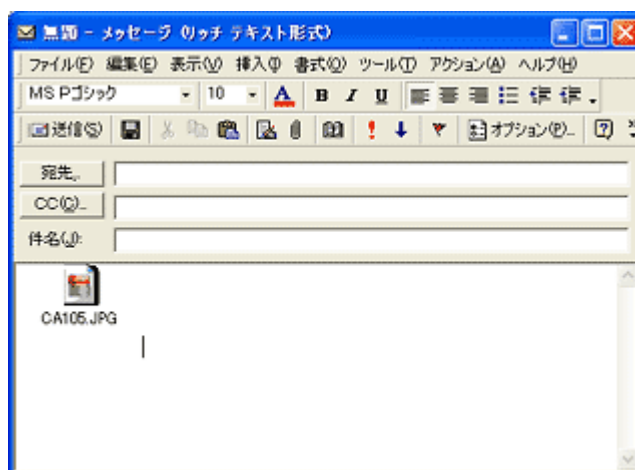 無題 - メッセージ (リッチ テキスト形式)
ファイル(F) 編集(E) 表示(V) 挿入(I) 書式(O) ツール(T) アクション(A) ヘルプ(H)
MS Pゴシック 10 A B I U
送信(S) オプション(P)...
宛先...
CC(C)...
件名(J):
CA105.JPG